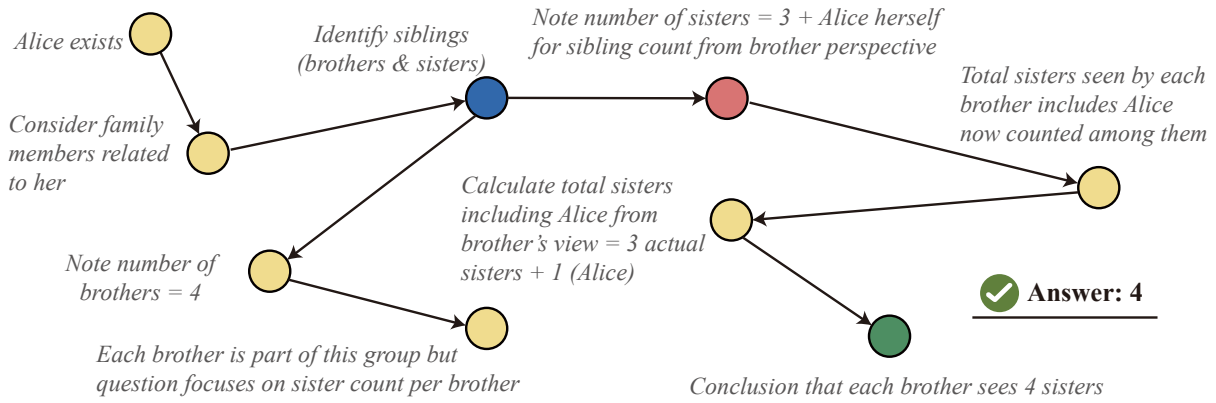 Alice exists
Consider family
members related
to her
Identify siblings
(brothers & sisters)
Note number of sisters = 3 + Alice herself
for sibling count from brother perspective
Total sisters seen by each
brother includes Alice
now counted among them
Calculate total sisters
including Alice from
brother’s view = 3 actual
sisters + 1 (Alice)
Note number of
brothers = 4
Each brother is part of this group but
question focuses on sister count per brother
Answer: 4
Conclusion that each brother sees 4 sisters